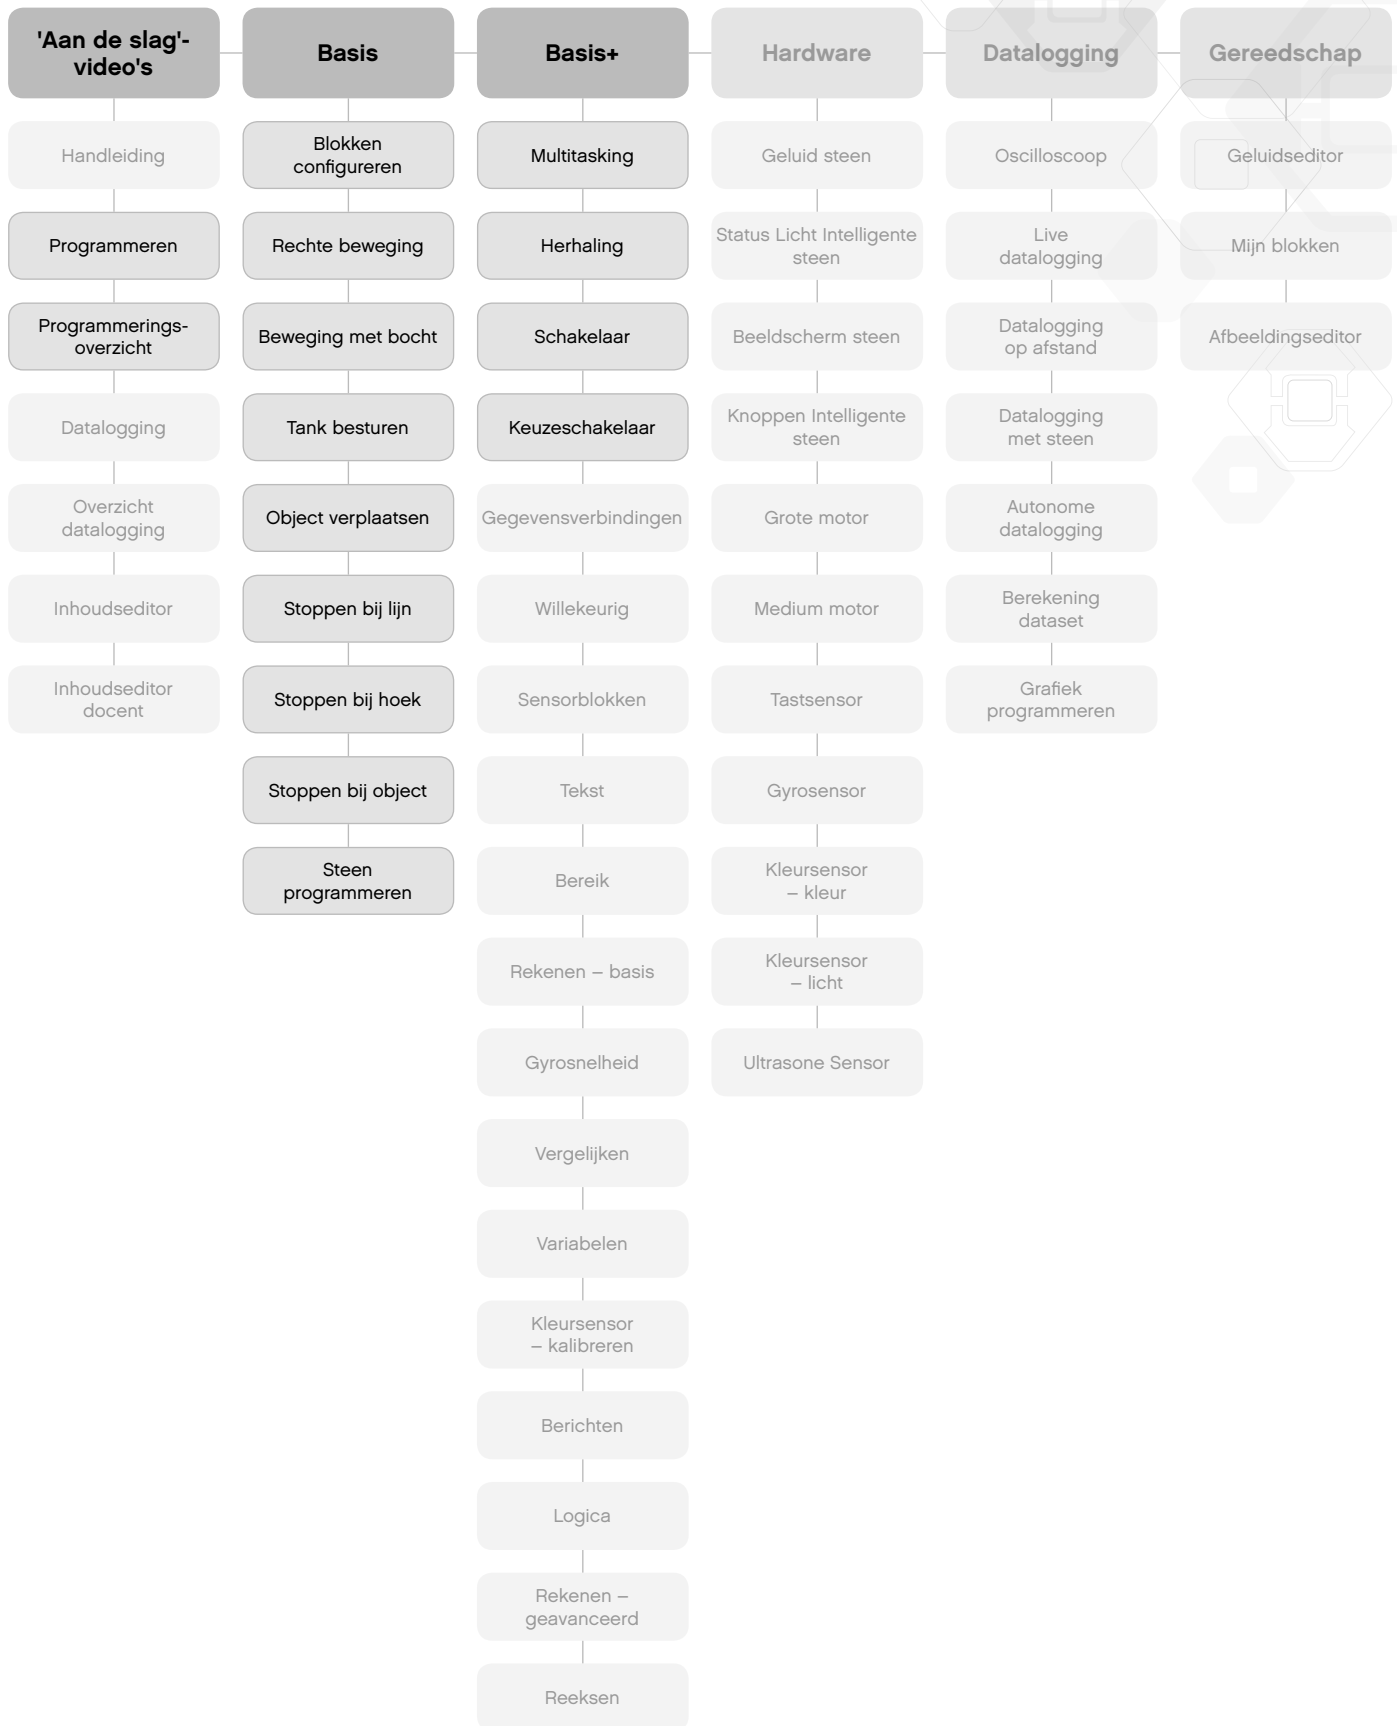 'Aan de slag'-
video's
Handleiding
Programmeren
Programmerings-
overzicht
Datalogging
Overzicht
datalogging
Inhoudseditor
Inhoudseditor
docent
Basis
Blokken
configureren
Rechte beweging
Beweging met bocht
Tank besturen
Object verplaatsen
Stoppen bij lijn
Stoppen bij hoek
Stoppen bij object
Steen
programmeren
Basis+
Multitasking
Herhaling
Schakelaar
Keuzeschakelaar
Gegevensverbindingen
Willekeurig
Sensorblokken
Tekst
Bereik
Rekenen – basis
Gyrosnelheid
Vergelijken
Variabelen
Kleursensor
– kalibreren
Berichten
Logica
Rekenen –
geavanceerd
Reeksen
Hardware
Geluid steen
Status Licht Intelligente
steen
Beeldscherm steen
Knoppen Intelligente
steen
Grote motor
Medium motor
Tastsensor
Gyrosensor
Kleursensor
– kleur
Kleursensor
– licht
Ultrasone Sensor
Datalogging
Oscilloscoop
Live
datalogging
Datalogging
op afstand
Datalogging
met steen
Autonome
datalogging
Berekening
dataset
Grafiek
programmeren
Gereedschap
Geluidseditor
Mijn blokken
Afbeeldingseditor